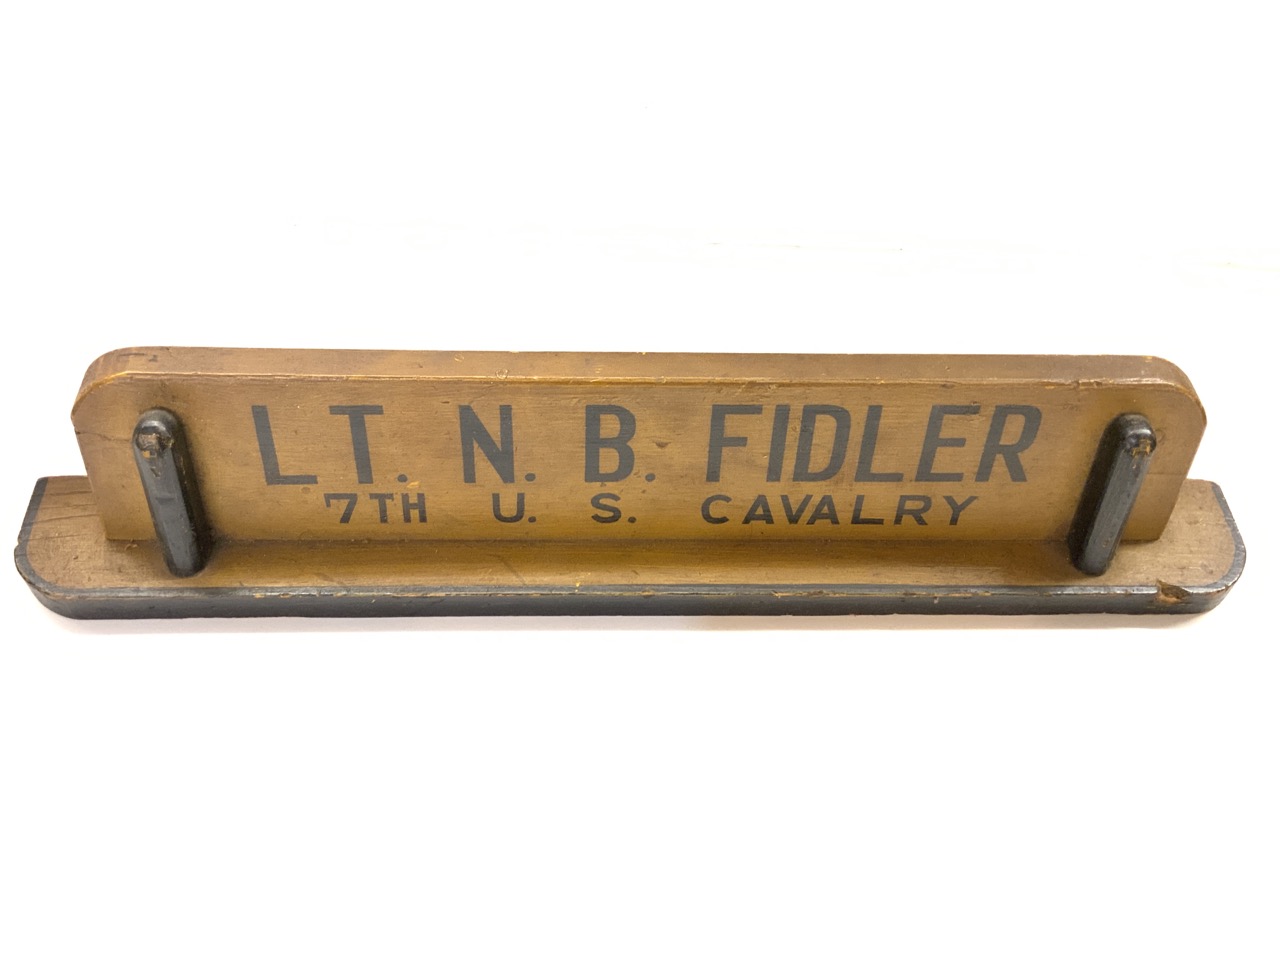 LT. N. B. FIDLER
7TH U. S. CAVALRY